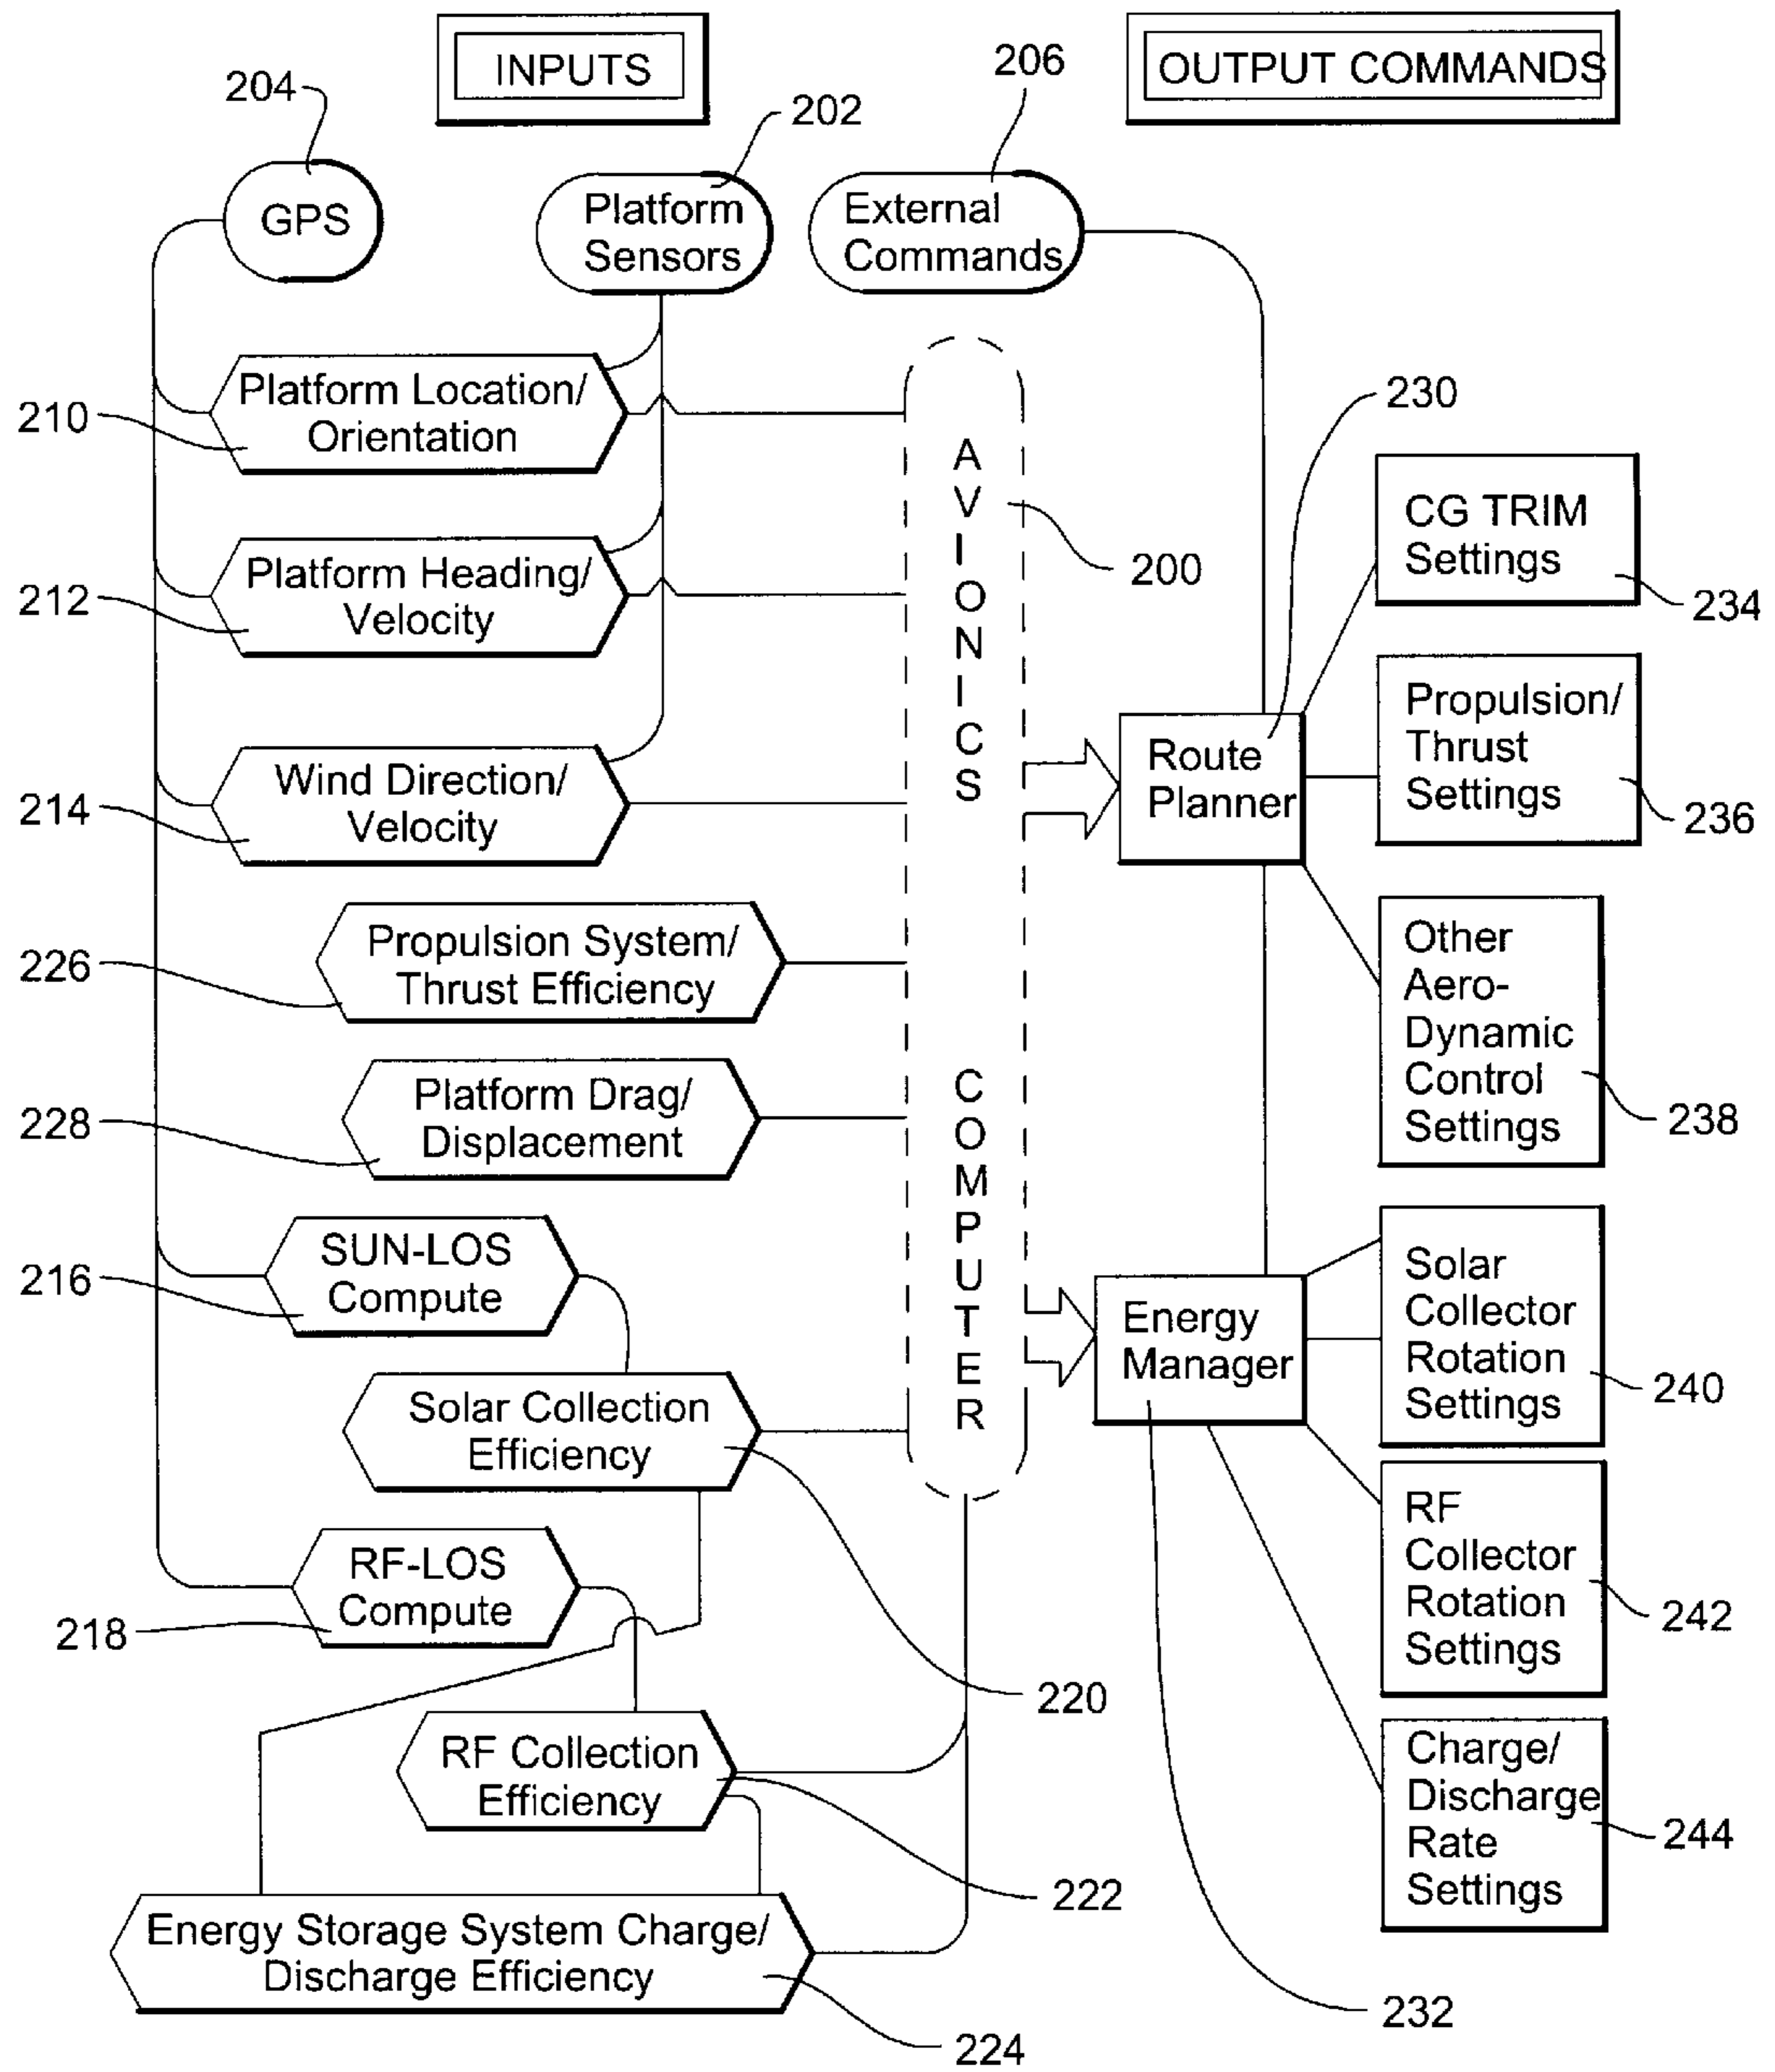 INPUTS
OUTPUT COMMANDS
206
204
202
GPS
Platform
Sensors
External
Commands
Platform Location/
Orientation
210
230
AVIONICS
COMPUTER
200
CG TRIM
Settings
234
Platform Heading/
Velocity
212
Propulsion/
Thrust
Settings
236
Route
Planner
Wind Direction/
Velocity
214
Propulsion System/
Thrust Efficiency
226
Other
Aero-
Dynamic
Control
Settings
238
Platform Drag/
Displacement
228
SUN-LOS
Compute
216
Energy
Manager
Solar
Collector
Rotation
Settings
240
Solar Collection
Efficiency
RF-LOS
Compute
218
RF
Collector
Rotation
Settings
242
220
RF Collection
Efficiency
222
Charge/
Discharge
Rate
Settings
244
Energy Storage System Charge/
Discharge Efficiency
232
224